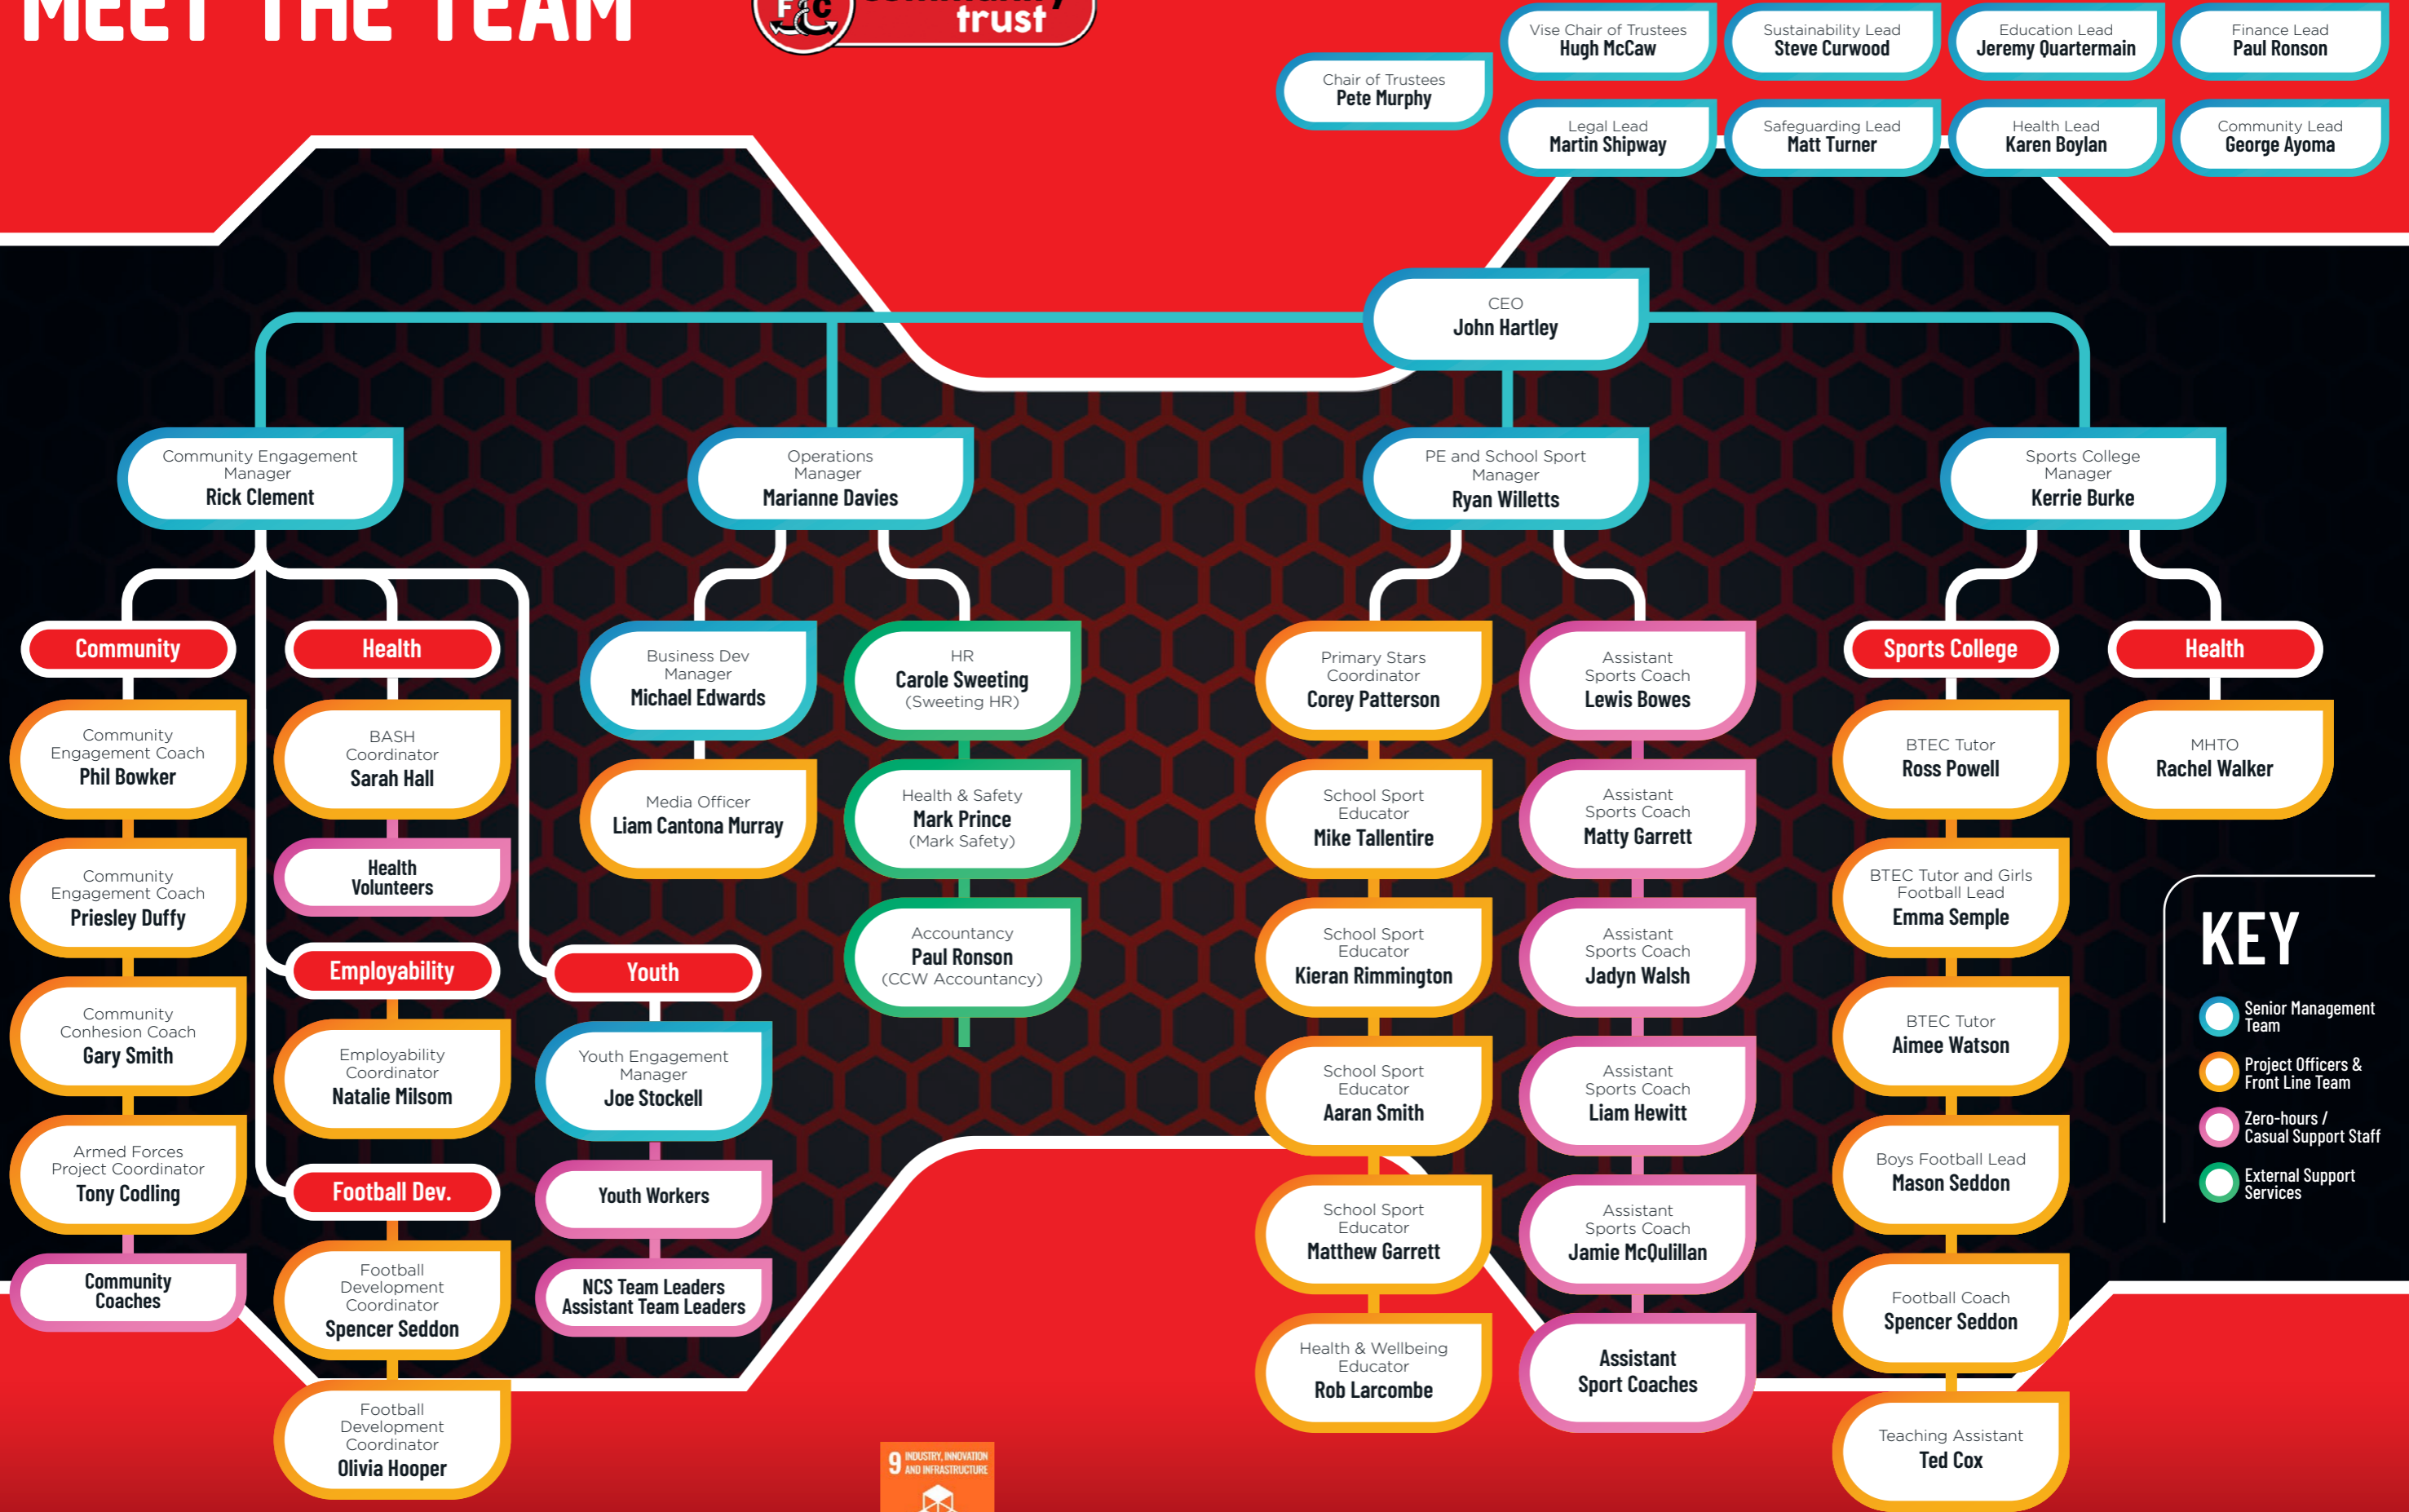 MEET THE TEAM
F&C
trust
Chair of Trustees
Pete Murphy
Vise Chair of Trustees
Hugh McCaw
Sustainability Lead
Steve Curwood
Education Lead
Jeremy Quartermain
Finance Lead
Paul Ronson
Legal Lead
Martin Shipway
Safeguarding Lead
Matt Turner
Health Lead
Karen Boylan
Community Lead
George Ayoma
CEO
John Hartley
Community Engagement
Manager
Rick Clement
Operations
Manager
Marianne Davies
PE and School Sport
Manager
Ryan Willetts
Sports College
Manager
Kerrie Burke
Community
Community
Engagement Coach
Phil Bowker
Community
Engagement Coach
Priesley Duffy
Community
Conhesion Coach
Gary Smith
Armed Forces
Project Coordinator
Tony Codling
Community
Coaches
Health
BASH
Coordinator
Sarah Hall
Health
Volunteers
Employability
Employability
Coordinator
Natalie Milsom
Football Dev.
Football
Development
Coordinator
Spencer Seddon
Football
Development
Coordinator
Olivia Hooper
Youth
Youth Engagement
Manager
Joe Stockell
Youth Workers
NCS Team Leaders
Assistant Team Leaders
Business Dev
Manager
Michael Edwards
Media Officer
Liam Cantona Murray
HR
Carole Sweeting
(Sweeting HR)
Health & Safety
Mark Prince
(Mark Safety)
Accountancy
Paul Ronson
(CCW Accountancy)
Primary Stars
Coordinator
Corey Patterson
School Sport
Educator
Mike Tallentire
School Sport
Educator
Kieran Rimmington
School Sport
Educator
Aaran Smith
School Sport
Educator
Matthew Garrett
Health & Wellbeing
Educator
Rob Larcombe
Assistant
Sports Coach
Lewis Bowes
Assistant
Sports Coach
Matty Garrett
Assistant
Sports Coach
Jadyn Walsh
Assistant
Sports Coach
Liam Hewitt
Assistant
Sports Coach
Jamie McQulillan
Assistant
Sport Coaches
Sports College
BTEC Tutor
Ross Powell
BTEC Tutor and Girls
Football Lead
Emma Semple
BTEC Tutor
Aimee Watson
Boys Football Lead
Mason Seddon
Football Coach
Spencer Seddon
Teaching Assistant
Ted Cox
Health
MHTO
Rachel Walker
KEY
Senior Management
Team
Project Officers &
Front Line Team
Zero-hours /
Casual Support Staff
External Support
Services
9 INDUSTRY, INNOVATION
AND INFRASTRUCTURE